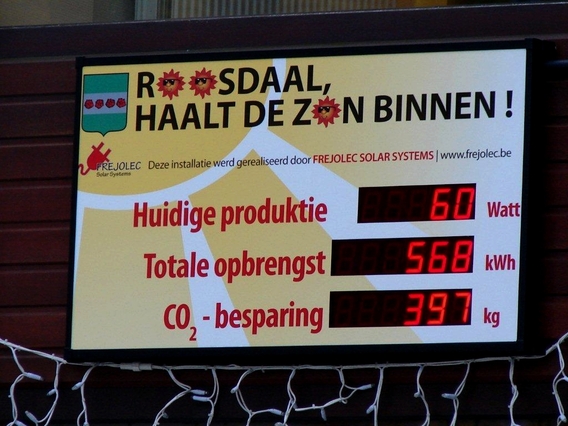 ROOSDAAL,
HAALT DE ZON BINNEN !
FREJOLEC
Solar Systems
Deze installatie werd gerealiseerd door FREJOLEC SOLAR SYSTEMS | www.frejolec.be
Huidige produktie 60 Watt
Totale opbrengst 568 kWh
CO2 - besparing 397 kg